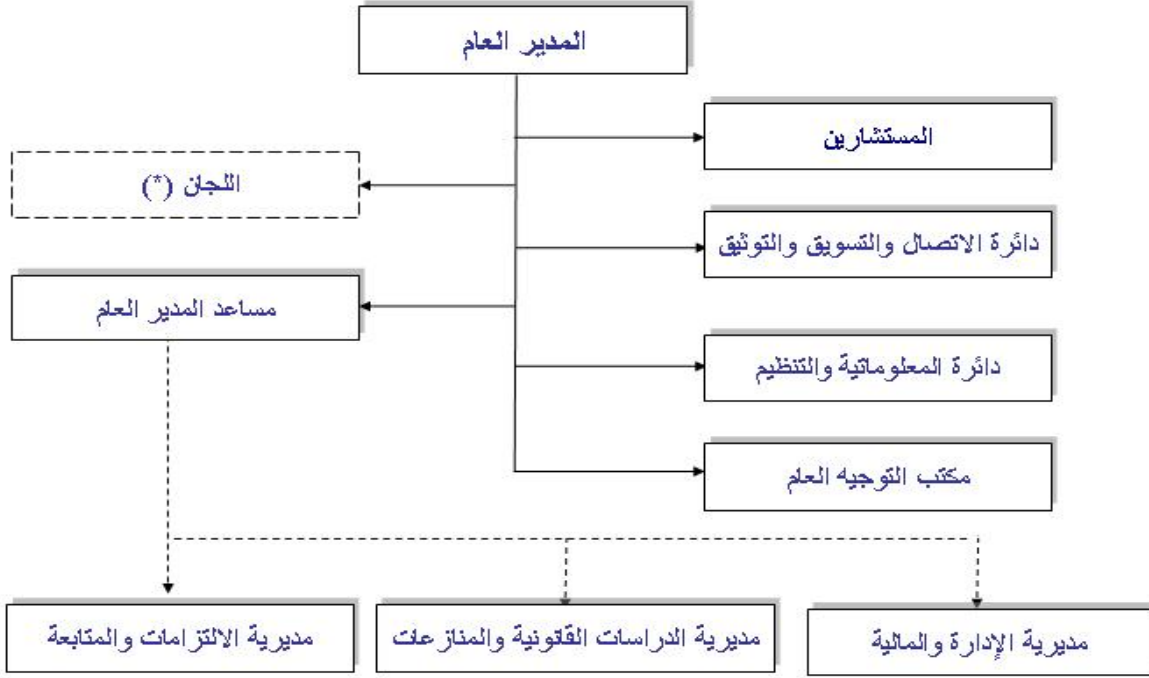 المدير العام
المستشارين
اللجان (*)
دائرة الاتصال والتسويق والتوثيق
مساعد المدير العام
دائرة المعلوماتية والتنظيم
مكتب التوجيه العام
مديرية الإدارة والمالية
مديرية الدراسات القانونية والمنازعات
مديرية الالتزامات والمتابعة